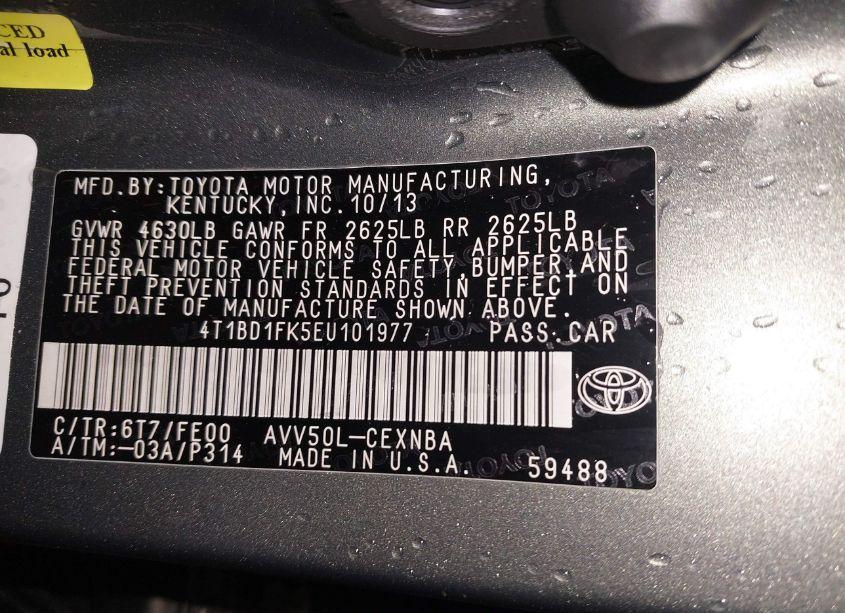 CED
al load
MFD.BY:TOYOTA MOTOR MANUFACTURING,
KENTUCKY,INC.10/13
GVWR 4630LB GAWR FR 2625LB RR 2625LB
THIS VEHICLE CONFORMS TO ALL APPLICABLE
FEDERAL MOTOR VEHICLE SAFETY,BUMPER,AND
THEFT PREVENTION STANDARDS IN EFFECT ON
THE DATE OF MANUFACTURE SHOWN ABOVE.
4T1BD1FK5EU101977 PASS CAR
C/TR:6T7/FE00 AVV50L-CEXNBA
A/TM:-03A/P314 MADE IN U.S.A. 59488